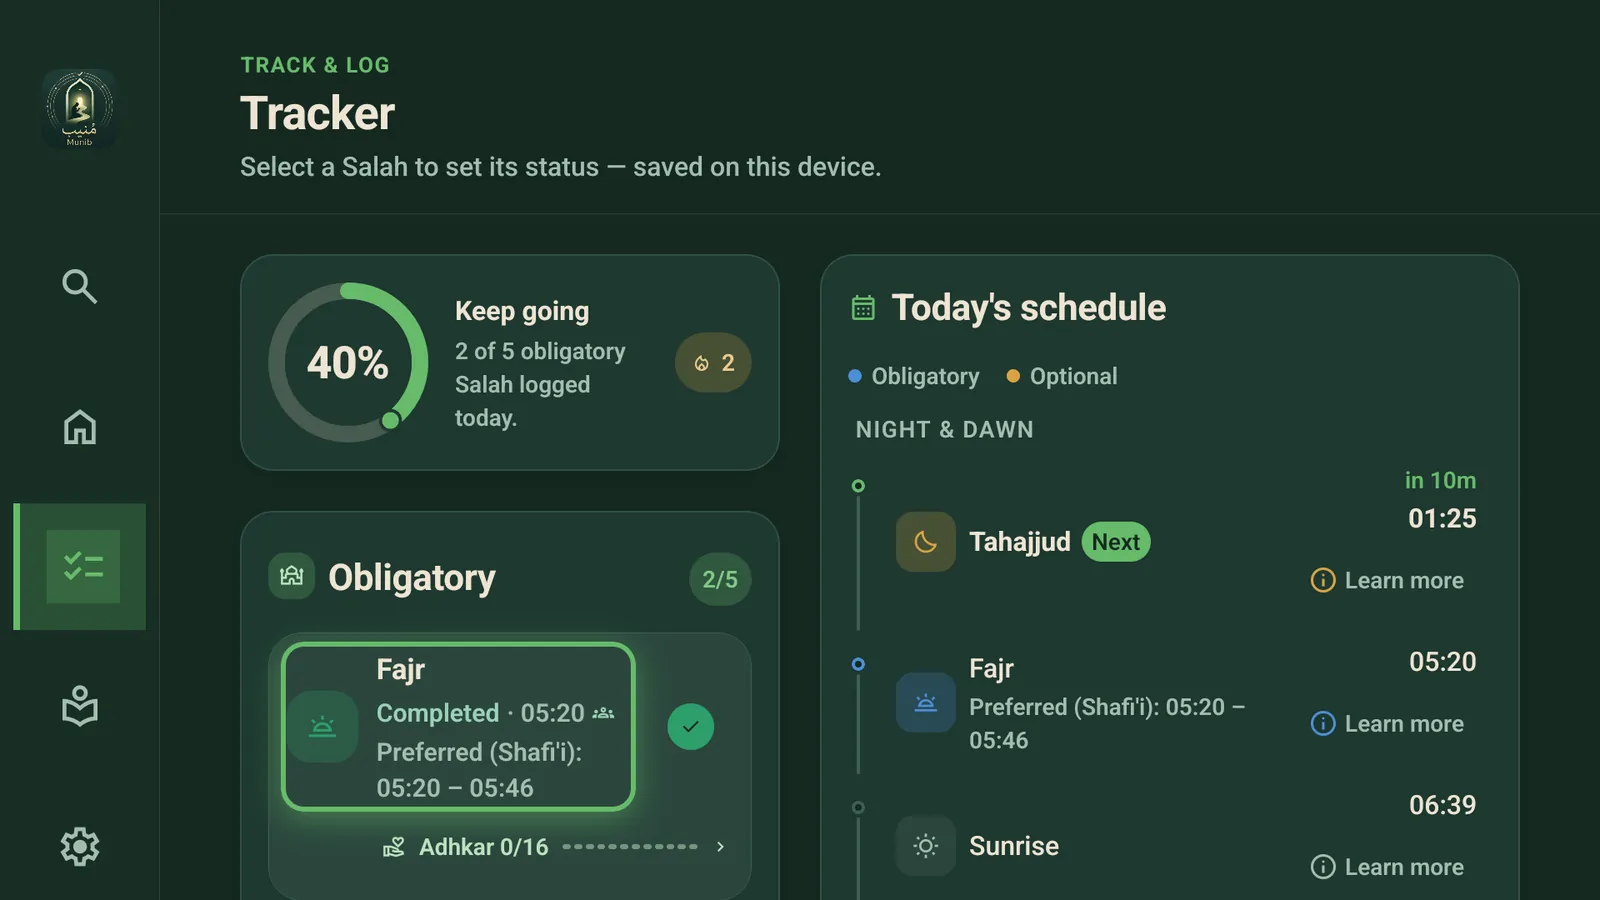 مُنيب
Munib
TRACK & LOG
Tracker
Select a Salah to set its status — saved on this device.
40%
Keep going
2 of 5 obligatory
Salah logged
today.
2
Obligatory
2/5
Fajr
Completed · 05:20
Preferred (Shafi'i):
05:20 – 05:46
Adhkar 0/16
Today's schedule
Obligatory
Optional
NIGHT & DAWN
in 10m
01:25
Tahajjud
Next
Learn more
05:20
Fajr
Preferred (Shafi'i): 05:20 –
05:46
Learn more
06:39
Sunrise
Learn more